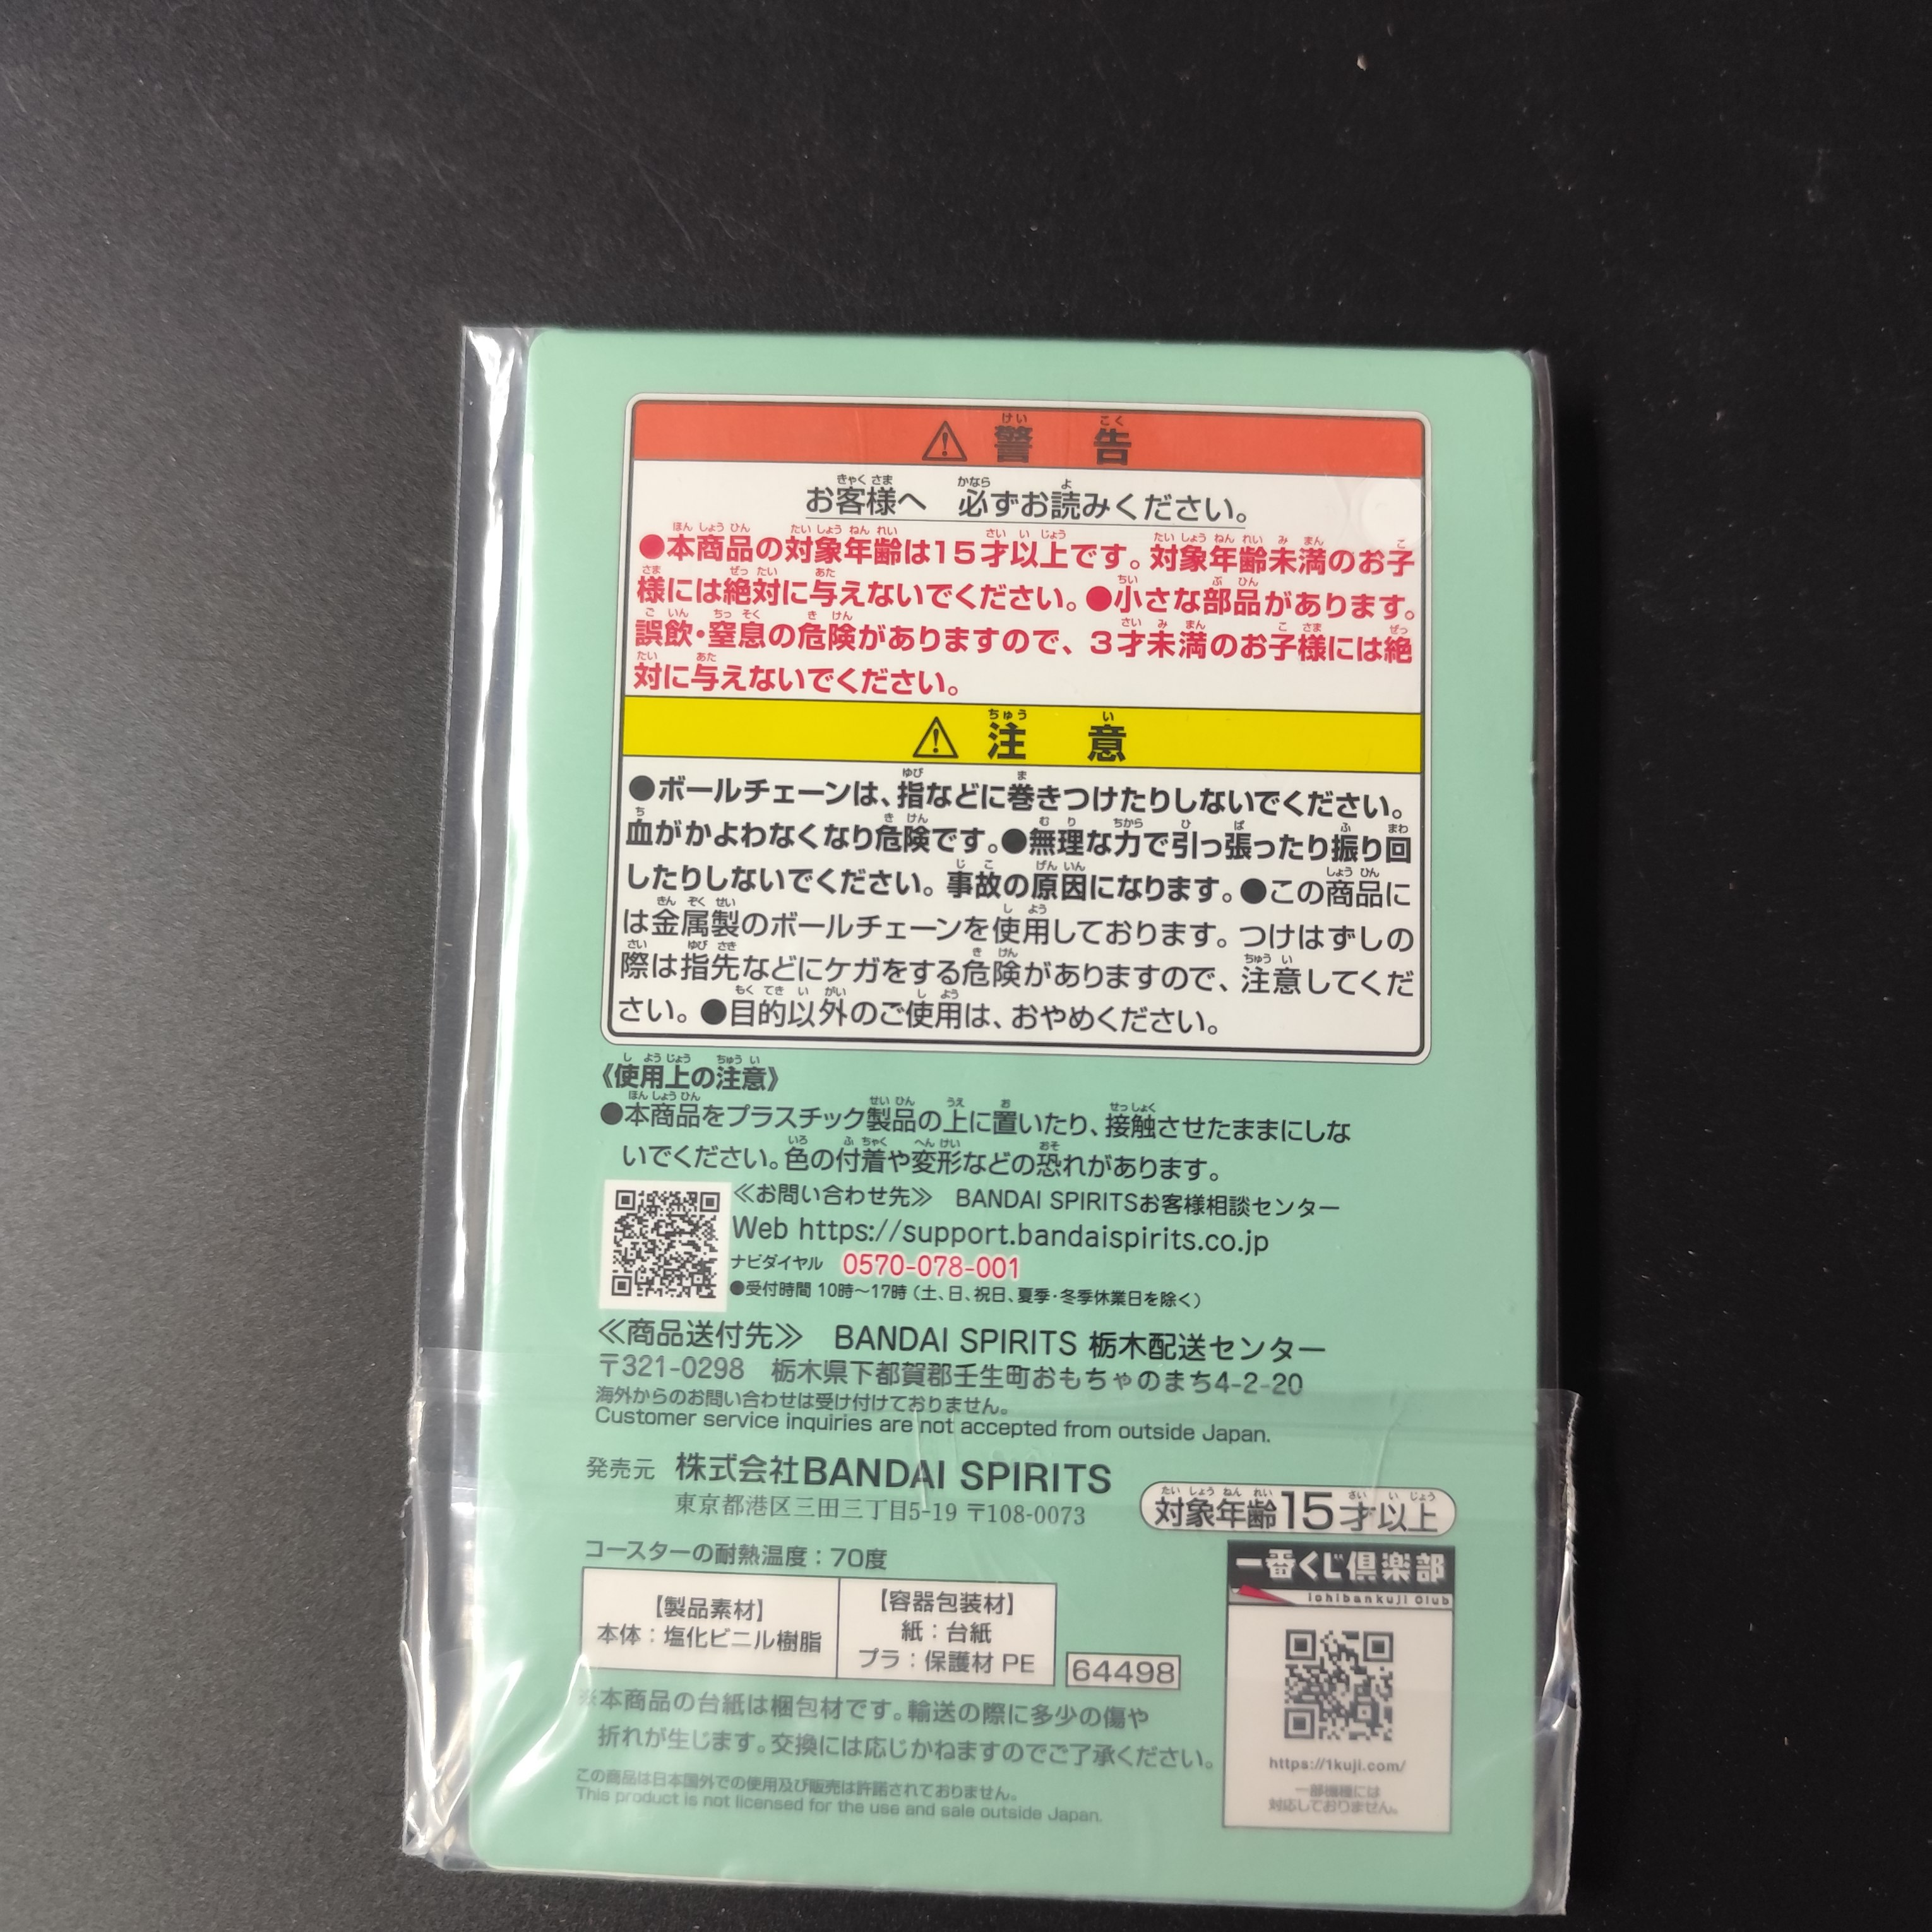 ⚠ 警告
お客様へ 必ずお読みください。
●本商品の対象年齢は15才以上です。対象年齢未満のお子
様には絶対に与えないでください。●小さな部品があります。
誤飲・窒息の危険がありますので、3才未満のお子様には絶
対に与えないでください。
⚠ 注意
●ボールチェーンは、指などに巻きつけたりしないでください。
血がかよわなくなり危険です。●無理な力で引っ張ったり振り回
したりしないでください。事故の原因になります。●この商品に
は金属製のボールチェーンを使用しております。つけはずしの
際は指先などにケガをする危険がありますので、注意してくだ
さい。●目的以外のご使用は、おやめください。
《使用上の注意》
●本商品をプラスチック製品の上に置いたり、接触させたままにしな
いでください。色の付着や変形などの恐れがあります。
≪お問い合わせ先≫ BANDAI SPIRITSお客様相談センター
Web https://support.bandaispirits.co.jp
ナビダイヤル 0570-078-001
●受付時間 10時～17時（土、日、祝日、夏季・冬季休業日を除く）
≪商品送付先≫ BANDAI SPIRITS 栃木配送センター
〒321-0298 栃木県下都賀郡壬生町おもちゃのまち4-2-20
海外からのお問い合わせは受け付けておりません。
Customer service inquiries are not accepted from outside Japan.
発売元 株式会社BANDAI SPIRITS
東京都港区三田三丁目5-19 〒108-0073
対象年齢15才以上
コースターの耐熱温度：70度
【製品素材】
本体：塩化ビニル樹脂
【容器包装材】
紙：台紙
プラ：保護材 PE
64498
一番くじ倶楽部
Ichibankuji Club
https://1kuji.com/
一部機種には
対応しておりません。
※本商品の台紙は梱包材です。輸送の際に多少の傷や
折れが生じます。交換には応じかねますのでご了承ください。
この商品は日本国外での使用及び販売は許諾されておりません。
This product is not licensed for the use and sale outside Japan.